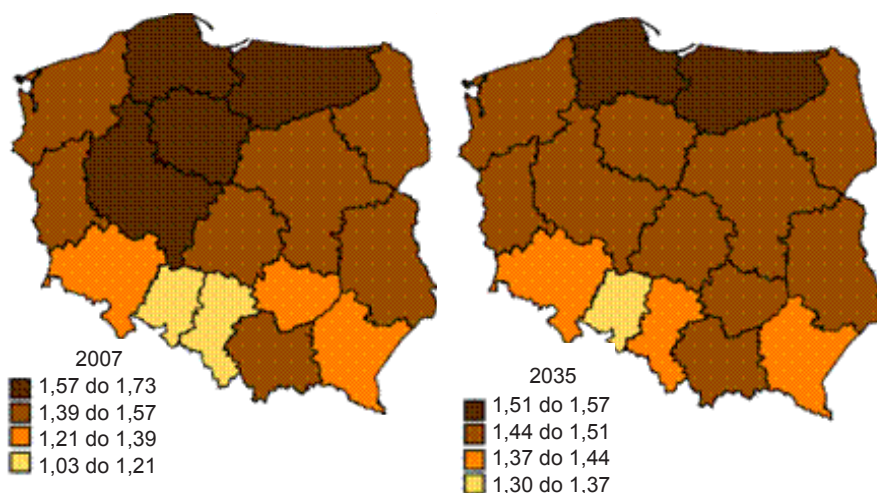 2007
1,57 do 1,73
1,39 do 1,57
1,21 do 1,39
1,03 do 1,21
2035
1,51 do 1,57
1,44 do 1,51
1,37 do 1,44
1,30 do 1,37